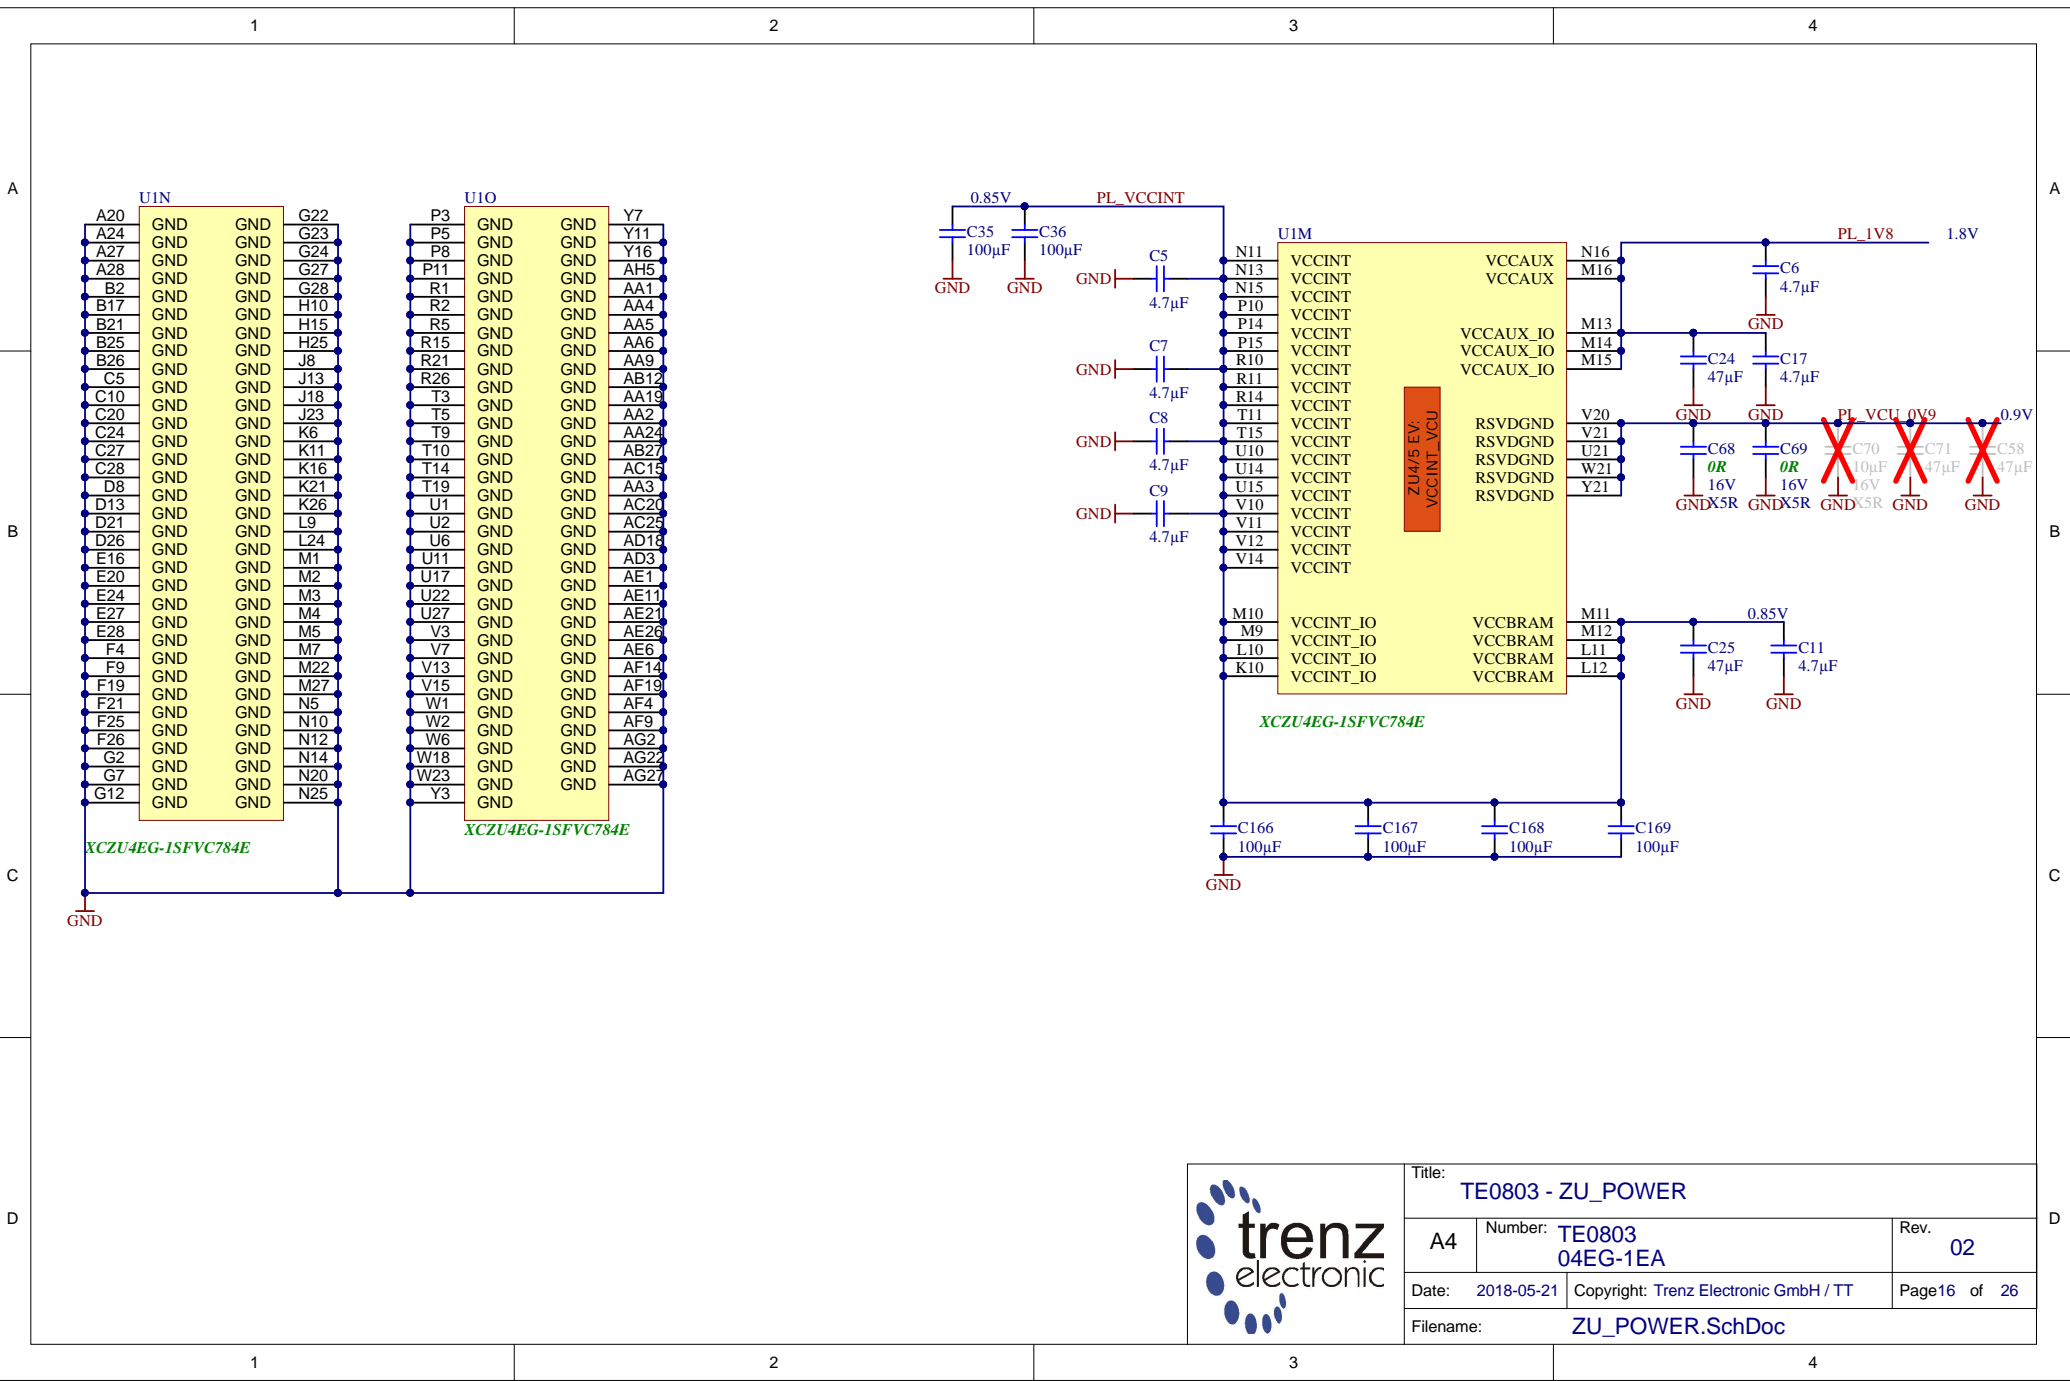 1 2 3 4
A A
B B
C C
D D
U1N
A20 GND GND G22
A24 GND GND G23
A27 GND GND G24
A28 GND GND G27
B2 GND GND G28
B17 GND GND H10
B21 GND GND H15
B25 GND GND H25
B26 GND GND J8
C5 GND GND J13
C10 GND GND J18
C20 GND GND J23
C24 GND GND K6
C27 GND GND K11
C28 GND GND K16
D8 GND GND K21
D13 GND GND K26
D21 GND GND L9
D26 GND GND L24
E16 GND GND M1
E20 GND GND M2
E24 GND GND M3
E27 GND GND M4
E28 GND GND M5
F4 GND GND M7
F9 GND GND M22
F19 GND GND M27
F21 GND GND N5
F25 GND GND N10
F26 GND GND N12
G2 GND GND N14
G7 GND GND N20
G12 GND GND N25
XCZU4EG-1SFVC784E
GND
U1O
P3 GND GND Y7
P5 GND GND Y11
P8 GND GND Y16
P11 GND GND AH5
R1 GND GND AA1
R2 GND GND AA4
R5 GND GND AA5
R15 GND GND AA6
R21 GND GND AA9
R26 GND GND AB12
T3 GND GND AA19
T5 GND GND AA2
T9 GND GND AA24
T10 GND GND AB27
T14 GND GND AC15
T19 GND GND AA3
U1 GND GND AC20
U2 GND GND AC25
U6 GND GND AD18
U11 GND GND AD3
U17 GND GND AE1
U22 GND GND AE11
U27 GND GND AE21
V3 GND GND AE26
V7 GND GND AE6
V13 GND GND AF14
V15 GND GND AF19
W1 GND GND AF4
W2 GND GND AF9
W6 GND GND AG2
W18 GND GND AG22
W23 GND GND AG27
Y3 GND
XCZU4EG-1SFVC784E
0.85V PL_VCCINT
C35 C36
100µF 100µF
GND GND
C5
GND
4.7µF
C7
GND
4.7µF
C8
GND
4.7µF
C9
GND
4.7µF
U1M
N11 VCCINT
N13 VCCINT
N15 VCCINT
P10 VCCINT
P14 VCCINT
P15 VCCINT
R10 VCCINT
R11 VCCINT
R14 VCCINT
T11 VCCINT
T15 VCCINT
U10 VCCINT
U14 VCCINT
U15 VCCINT
V10 VCCINT
V11 VCCINT
V12 VCCINT
V14 VCCINT
M10 VCCINT_IO
M9 VCCINT_IO
L10 VCCINT_IO
K10 VCCINT_IO
ZU4/5 EV:
VCCINT_VCU
VCCAUX N16
VCCAUX M16
VCCAUX_IO M13
VCCAUX_IO M14
VCCAUX_IO M15
RSVDGND V20
RSVDGND V21
RSVDGND U21
RSVDGND W21
RSVDGND Y21
VCCBRAM M11
VCCBRAM M12
VCCBRAM L11
VCCBRAM L12
XCZU4EG-1SFVC784E
PL_1V8 1.8V
C6
4.7µF
GND
C24 C17
47µF 4.7µF
GND GND
PL_VCU_0V9 0.9V
C68 C69 C70 C71 C58
0R 0R 10µF 47µF 47µF
16V 16V 16V
X5R X5R X5R
GND GND GND GND GND
0.85V
C25 C11
47µF 4.7µF
GND GND
C166 C167 C168 C169
100µF 100µF 100µF 100µF
GND
trenz
electronic
Title:
TE0803 - ZU_POWER
A4 Number: TE0803
04EG-1EA
Rev.
02
Date: 2018-05-21 Copyright: Trenz Electronic GmbH / TT Page16 of 26
Filename: ZU_POWER.SchDoc
1 2 3 4